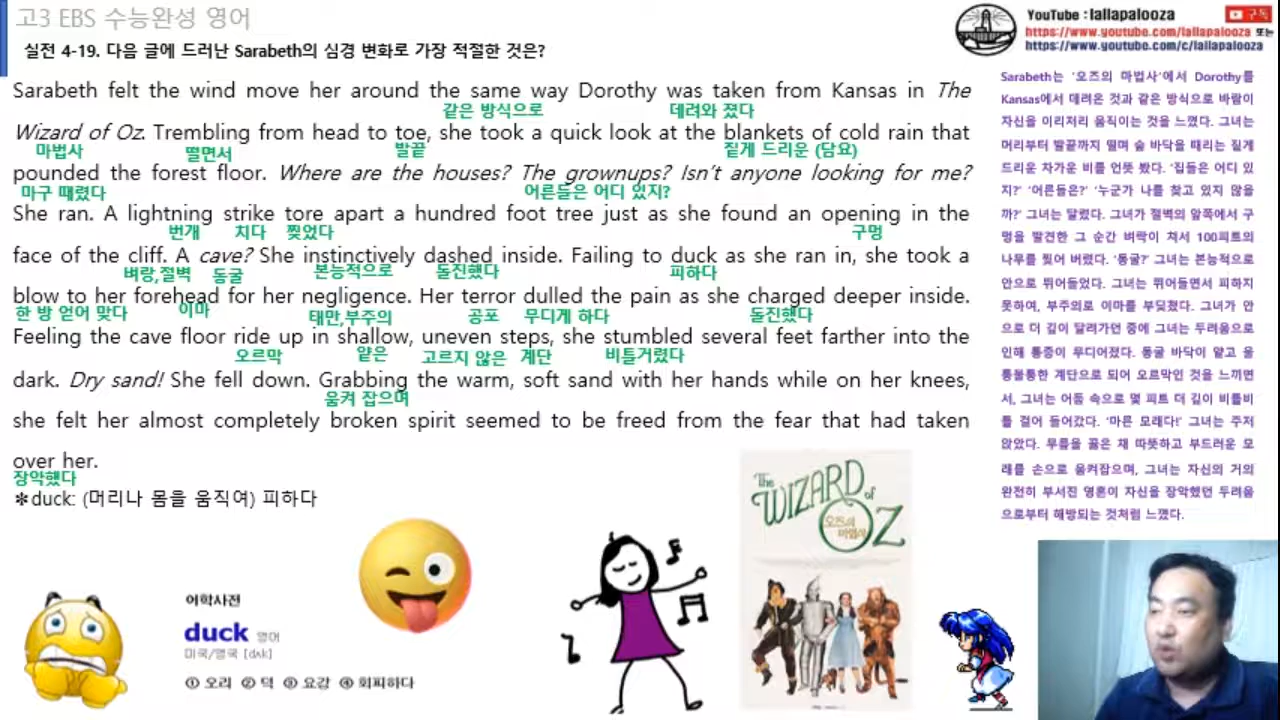 고3 EBS 수능완성 영어
YouTube : lallapalooza
구독
https://www.youtube.com/lallapalooza 또는
https://www.youtube.com/c/lallapalooza
실전 4-19. 다음 글에 드러난 Sarabeth의 심경 변화로 가장 적절한 것은?
Sarabeth felt the wind move her around the same way Dorothy was taken from Kansas in The
같은 방식으로 데려와 졌다
Wizard of Oz. Trembling from head to toe, she took a quick look at the blankets of cold rain that
마법사 떨면서 발끝 짙게 드리운 (담요)
pounded the forest floor. Where are the houses? The grownups? Isn't anyone looking for me?
마구 때렸다 어른들은 어디 있지?
She ran. A lightning strike tore apart a hundred foot tree just as she found an opening in the
번개 치다 찢었다 구멍
face of the cliff. A cave? She instinctively dashed inside. Failing to duck as she ran in, she took a
벼랑,절벽 동굴 본능적으로 돌진했다 피하다
blow to her forehead for her negligence. Her terror dulled the pain as she charged deeper inside.
한 방 얻어 맞다 이마 태만,부주의 공포 무디게 하다 돌진했다
Feeling the cave floor ride up in shallow, uneven steps, she stumbled several feet farther into the
오르막 얕은 고르지 않은 계단 비틀거렸다
dark. Dry sand! She fell down. Grabbing the warm, soft sand with her hands while on her knees,
움켜 잡으며
she felt her almost completely broken spirit seemed to be freed from the fear that had taken
over her.
장악했다
✻duck: (머리나 몸을 움직여) 피하다
Sarabeth는 '오즈의 마법사'에서 Dorothy를
Kansas에서 데려온 것과 같은 방식으로 바람이
자신을 이리저리 움직이는 것을 느꼈다. 그녀는
머리부터 발끝까지 떨며 숲 바닥을 때리는 짙게
드리운 차가운 비를 언뜻 봤다. '집들은 어디 있
지?' '어른들은?' '누군가 나를 찾고 있지 않을
까?' 그녀는 달렸다. 그녀가 절벽의 앞쪽에서 구
멍을 발견한 그 순간 벼락이 쳐서 100피트의
나무를 찢어 버렸다. '동굴?' 그녀는 본능적으로
안으로 뛰어들었다. 그녀는 뛰어들면서 피하지
못하여, 부주의로 이마를 부딪쳤다. 그녀가 안
으로 더 깊이 달려가던 중에 그녀는 두려움으로
인해 통증이 무디어졌다. 동굴 바닥이 얕고 울
퉁불퉁한 계단으로 되어 오르막인 것을 느끼면
서, 그녀는 어둠 속으로 몇 피트 더 깊이 비틀비
틀 걸어 들어갔다. '마른 모래다!' 그녀는 주저
앉았다. 무릎을 꿇은 채 따뜻하고 부드러운 모
래를 손으로 움켜잡으며, 그녀는 자신의 거의
완전히 부서진 영혼이 자신을 장악했던 두려움
으로부터 해방되는 것처럼 느꼈다.
어학사전
duck 영어
미국/영국 [dʌk]
① 오리 ② 덕 ③ 요강 ④ 회피하다
The
WIZARD of
OZ
오즈의
마법사